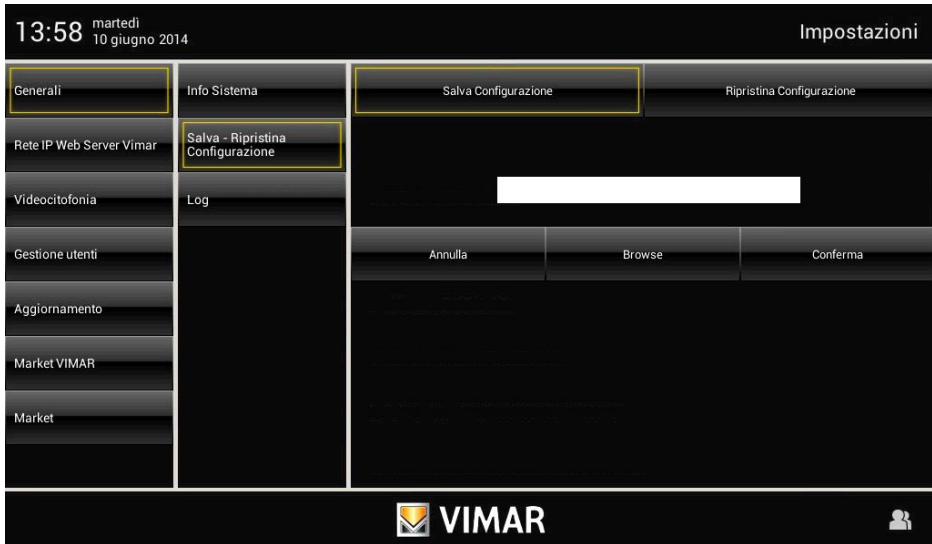 13:58 martedì
10 giugno 2014
Impostazioni
Generali
Rete IP Web Server Vimar
Videocitofonia
Gestione utenti
Aggiornamento
Market VIMAR
Market
Info Sistema
Salva - Ripristina
Configurazione
Log
Salva Configurazione
Ripristina Configurazione
Annulla
Browse
Conferma
VIMAR